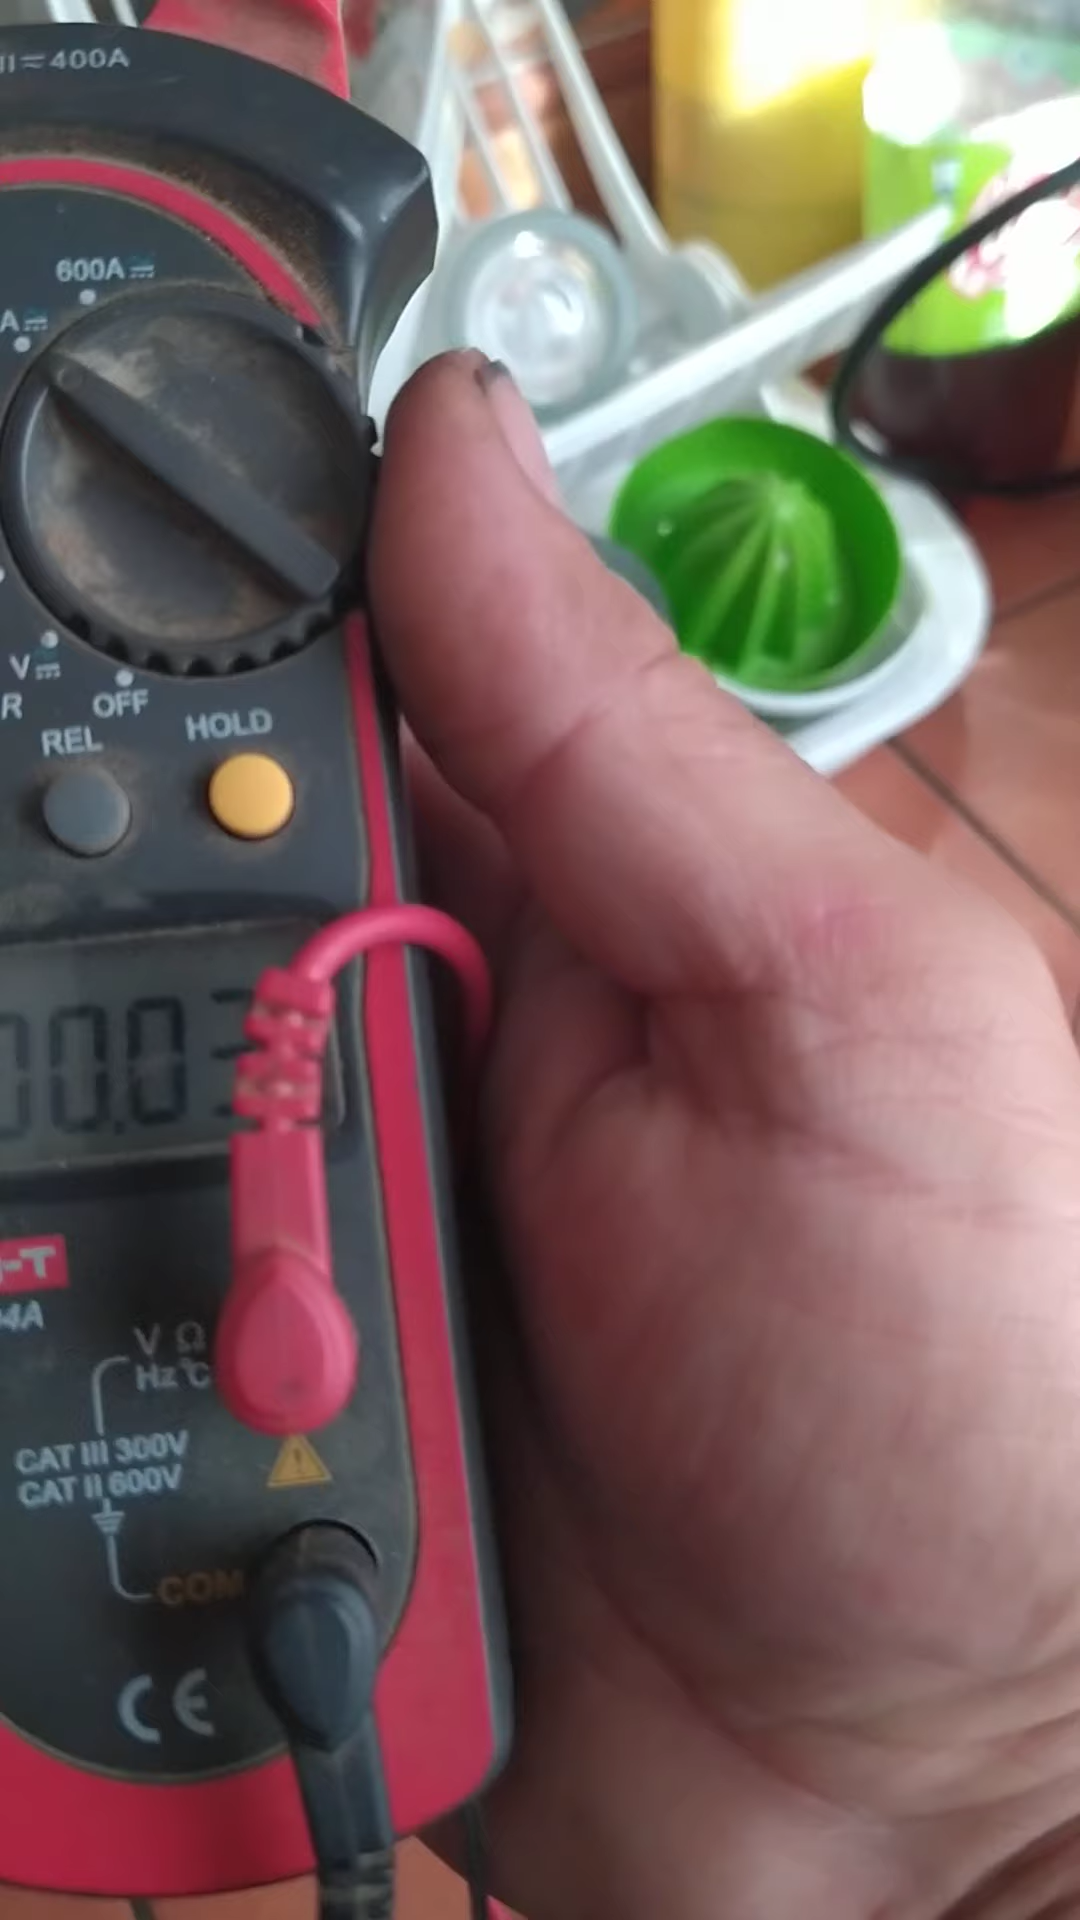 400A
600A
A
V
R
OFF
REL
HOLD
00.03
-T
4A
V Ω
Hz°C
CAT III 300V
CAT II 600V
COM
CE